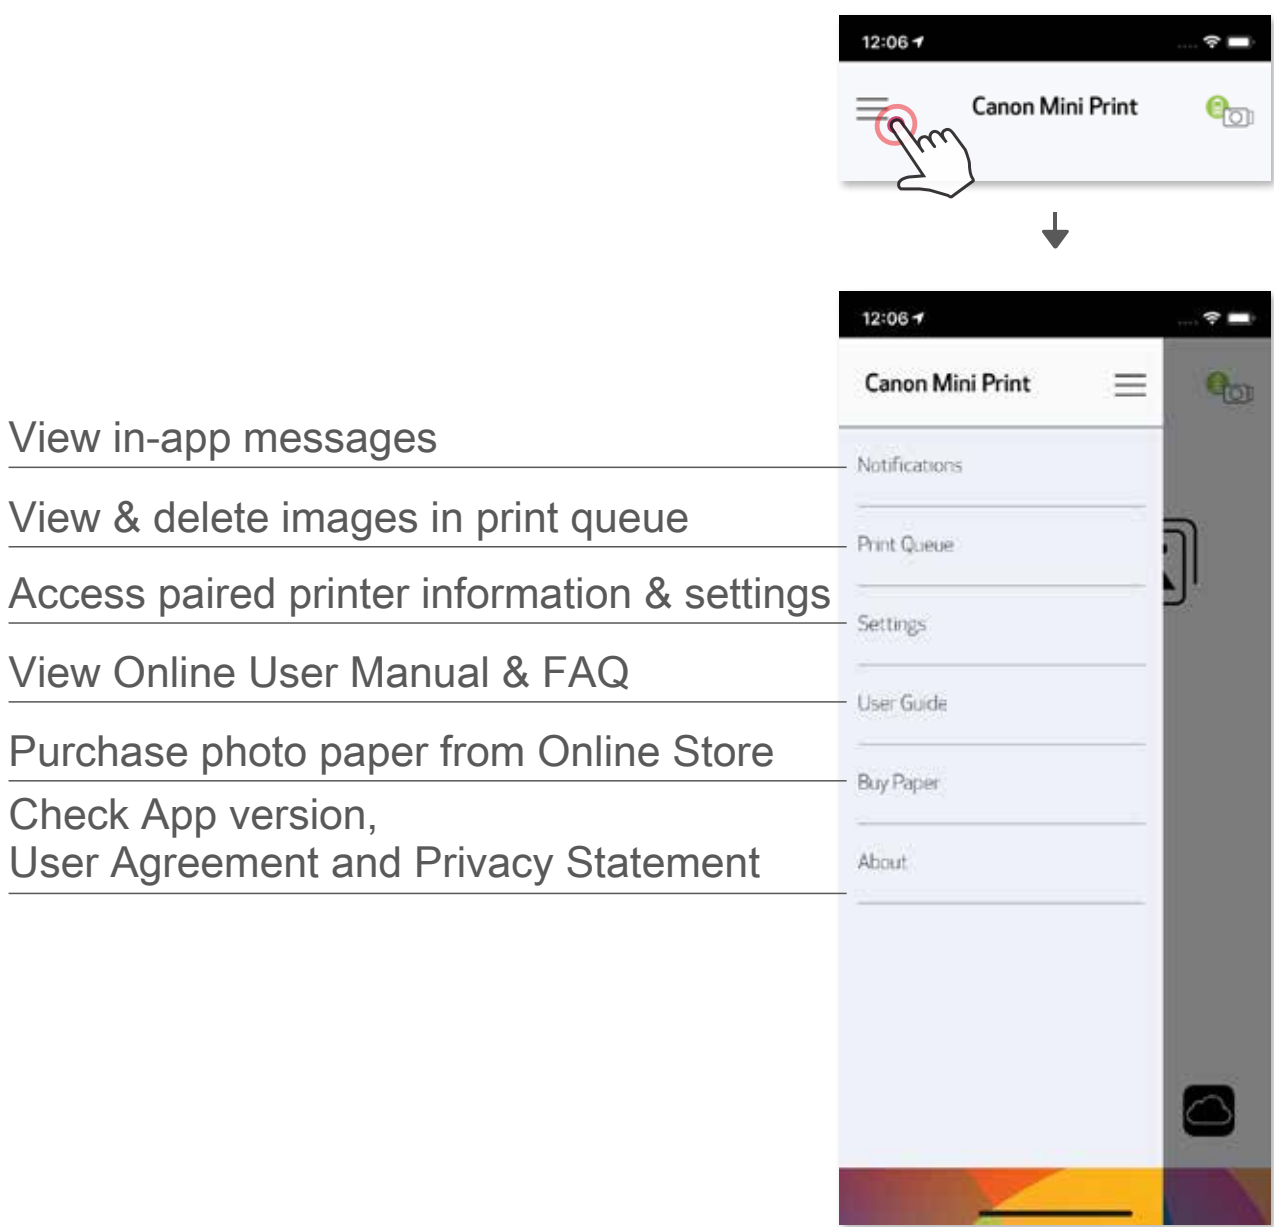 12:06
Canon Mini Print
12:06
Canon Mini Print
View in-app messages
Notifications
View & delete images in print queue
Print Queue
Access paired printer information & settings
Settings
View Online User Manual & FAQ
User Guide
Purchase photo paper from Online Store
Buy Paper
Check App version,
User Agreement and Privacy Statement
About